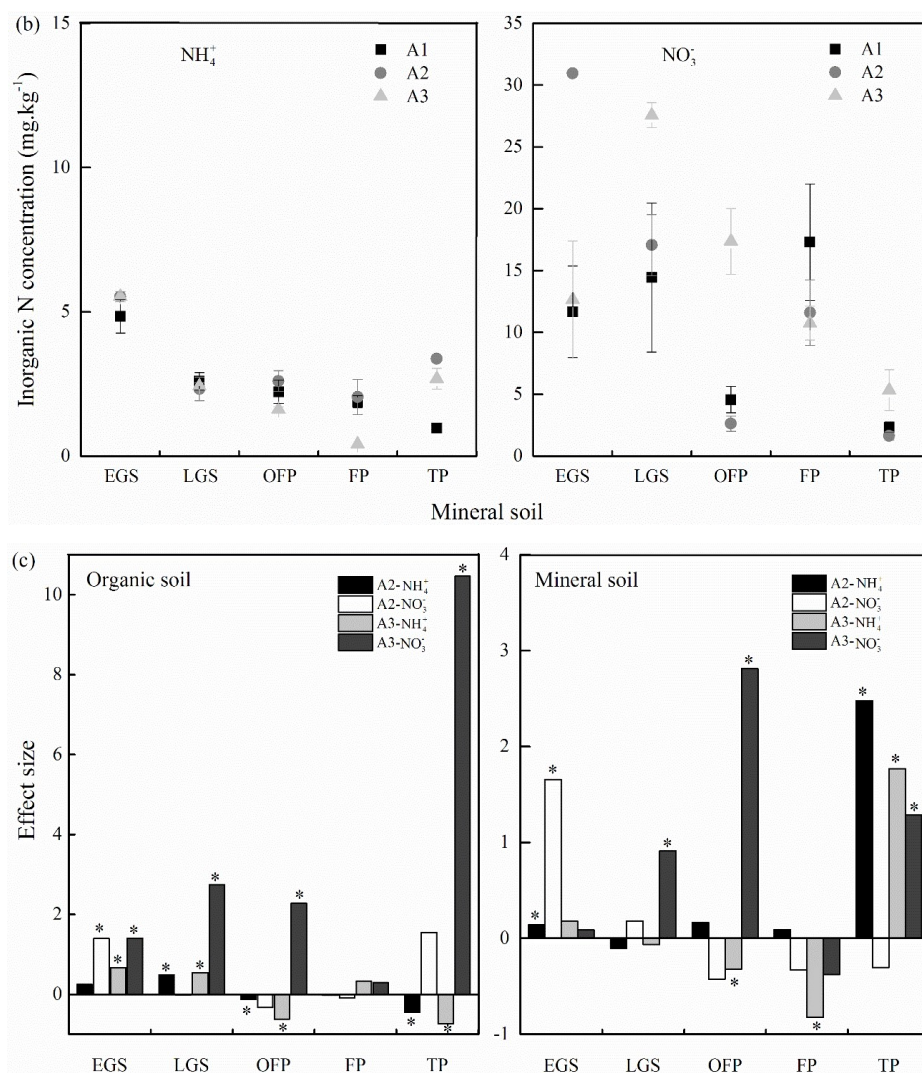 (b)
Inorganic N concentration (mg.kg⁻¹)
15
10
5
0
NH₄⁺
A1
A2
A3
EGS LGS OFP FP TP
35
30
25
20
15
10
5
0
NO₃⁻
A1
A2
A3
EGS LGS OFP FP TP
Mineral soil
(c)
Effect size
10
8
6
4
2
0
Organic soil
A2-NH₄⁺
A2-NO₃⁻
A3-NH₄⁺
A3-NO₃⁻
* * * * * * * * * * * *
EGS LGS OFP FP TP
4
3
2
1
0
-1
Mineral soil
A2-NH₄⁺
A2-NO₃⁻
A3-NH₄⁺
A3-NO₃⁻
* * * * * * * * *
EGS LGS OFP FP TP